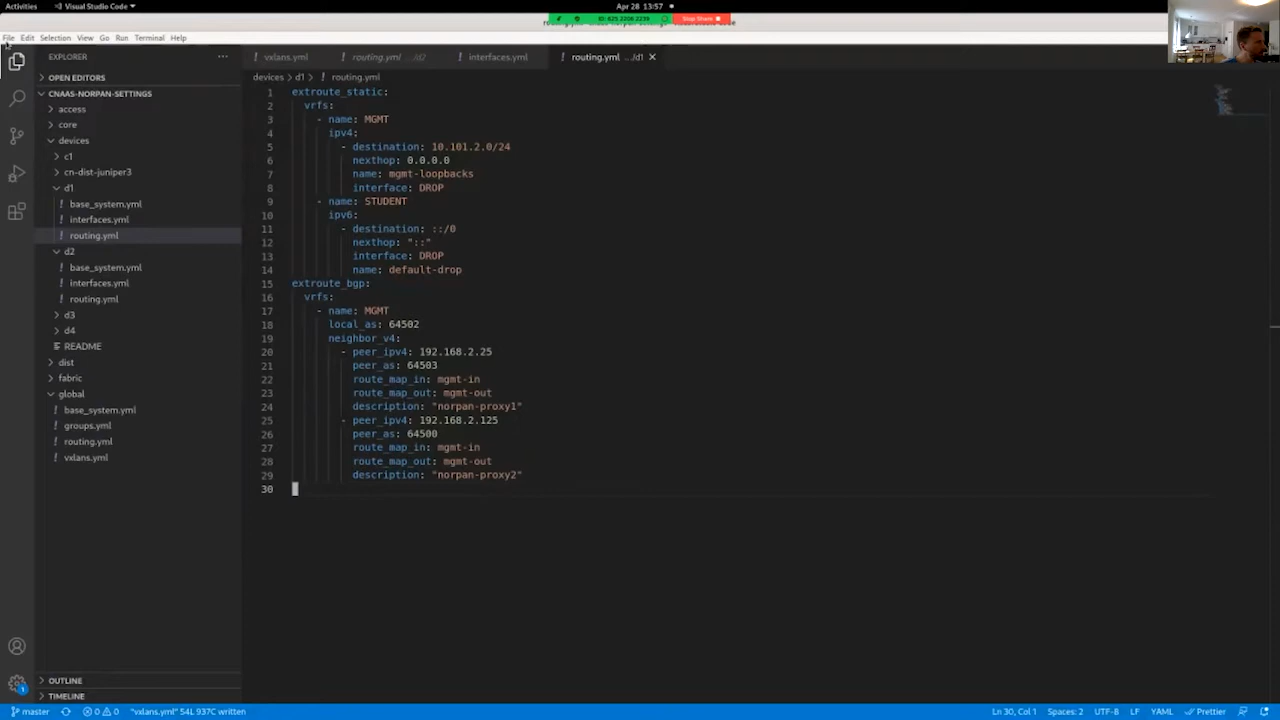 Activities
Visual Studio Code
Apr 28 13:57
ID: 625 2206 2239
Stop Share
File Edit Selection View Go Run Terminal Help
EXPLORER
OPEN EDITORS
CNAAS-NORPAN-SETTINGS
access
core
devices
c1
cn-dist-juniper3
d1
! base_system.yml
! interfaces.yml
! routing.yml
d2
! base_system.yml
! interfaces.yml
! routing.yml
d3
d4
README
dist
fabric
global
! base_system.yml
! groups.yml
! routing.yml
! vxlans.yml
OUTLINE
TIMELINE
! vxlans.yml
! routing.yml .../d2
! interfaces.yml
! routing.yml .../d1
devices > d1 > ! routing.yml
1 extroute_static:
2 vrfs:
3 - name: MGMT
4 ipv4:
5 - destination: 10.101.2.0/24
6 nexthop: 0.0.0.0
7 name: mgmt-loopbacks
8 interface: DROP
9 - name: STUDENT
10 ipv6:
11 - destination: ::/0
12 nexthop: "::"
13 interface: DROP
14 name: default-drop
15 extroute_bgp:
16 vrfs:
17 - name: MGMT
18 local_as: 64502
19 neighbor_v4:
20 - peer_ipv4: 192.168.2.25
21 peer_as: 64503
22 route_map_in: mgmt-in
23 route_map_out: mgmt-out
24 description: "norpan-proxy1"
25 - peer_ipv4: 192.168.2.125
26 peer_as: 64500
27 route_map_in: mgmt-in
28 route_map_out: mgmt-out
29 description: "norpan-proxy2"
30
1
master
0 0
"vxlans.yml" 54L 937C written
Ln 30, Col 1
Spaces: 2
UTF-8
LF
YAML
Prettier